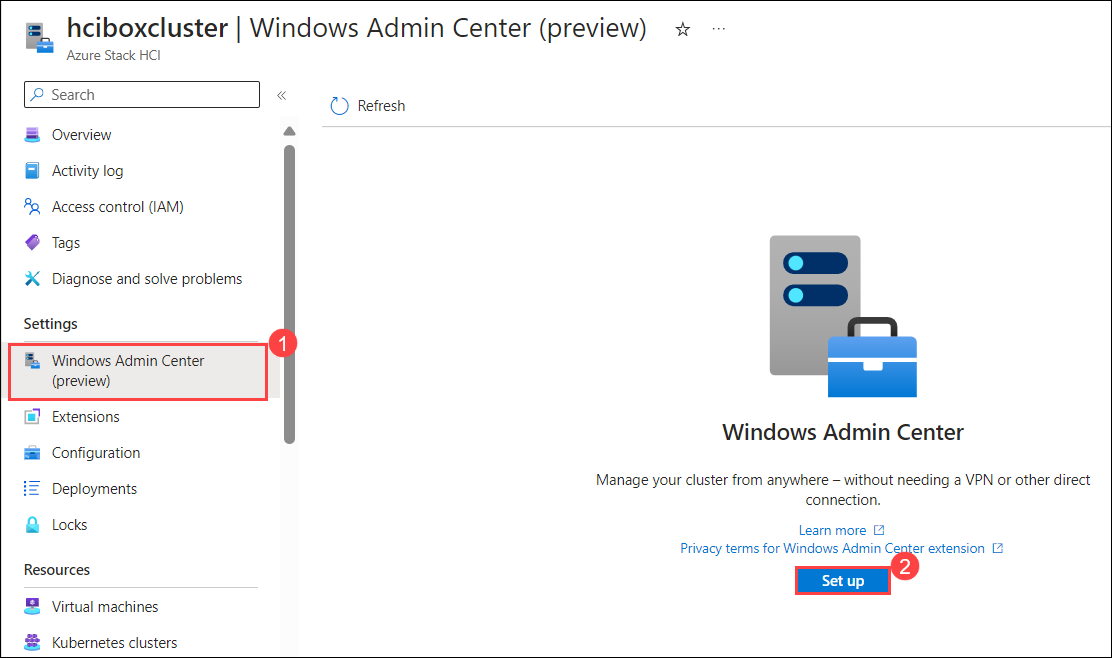 hciboxcluster | Windows Admin Center (preview) ☆ ...
Azure Stack HCI
Search «
Refresh
Overview
Activity log
Access control (IAM)
Tags
Diagnose and solve problems
Settings
1
Windows Admin Center
(preview)
Extensions
Configuration
Deployments
Locks
Resources
Virtual machines
Kubernetes clusters
Windows Admin Center
Manage your cluster from anywhere – without needing a VPN or other direct
connection.
Learn more
Privacy terms for Windows Admin Center extension
2
Set up